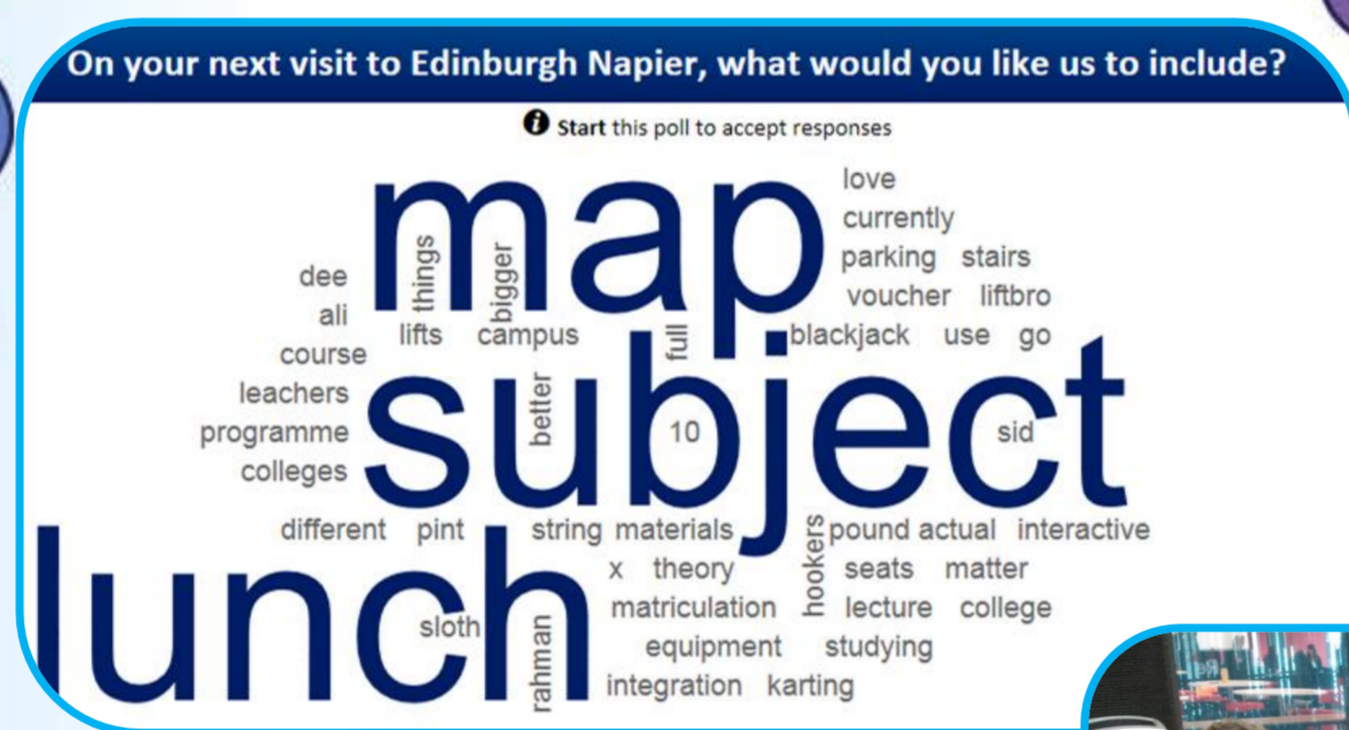 On your next visit to Edinburgh Napier, what would you like us to include?
i Start this poll to accept responses
map
love
currently
parking stairs
voucher liftbro
blackjack use go
things
bigger
dee
ali
lifts campus
full
course
leachers
programme
colleges
subject
better
10
sid
different pint string materials
pound actual interactive
hookers
x theory
seats matter
matriculation
lecture college
lunch
sloth
rahman
equipment studying
integration karting